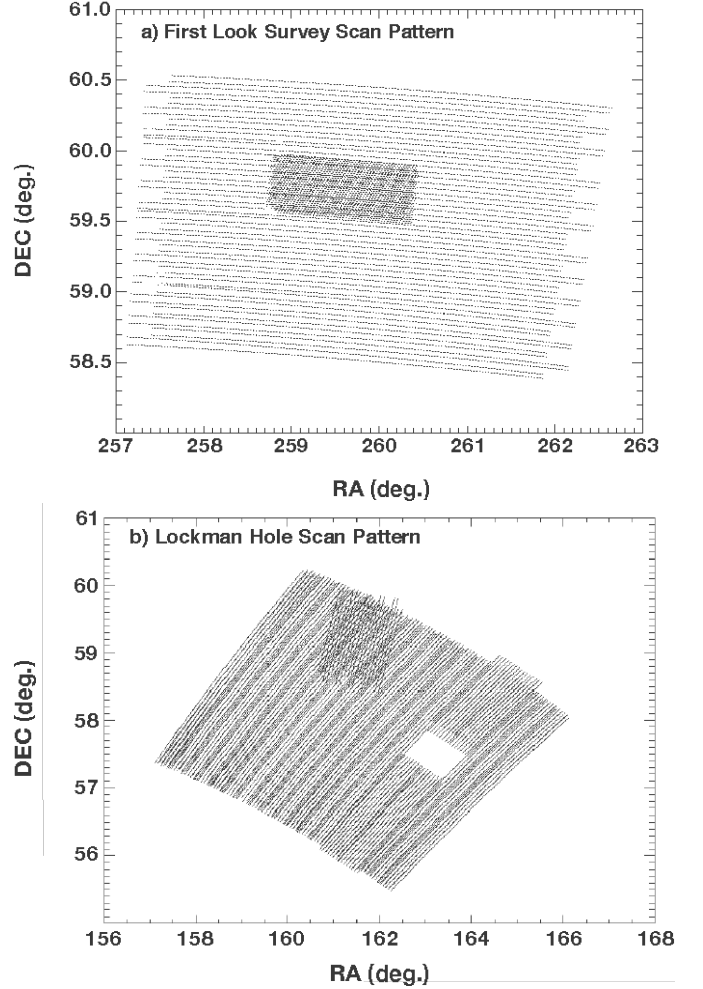 a) First Look Survey Scan Pattern
61.0
60.5
60.0
59.5
59.0
58.5
DEC (deg.)
257 258 259 260 261 262 263
RA (deg.)
b) Lockman Hole Scan Pattern
61
60
59
58
57
56
DEC (deg.)
156 158 160 162 164 166 168
RA (deg.)